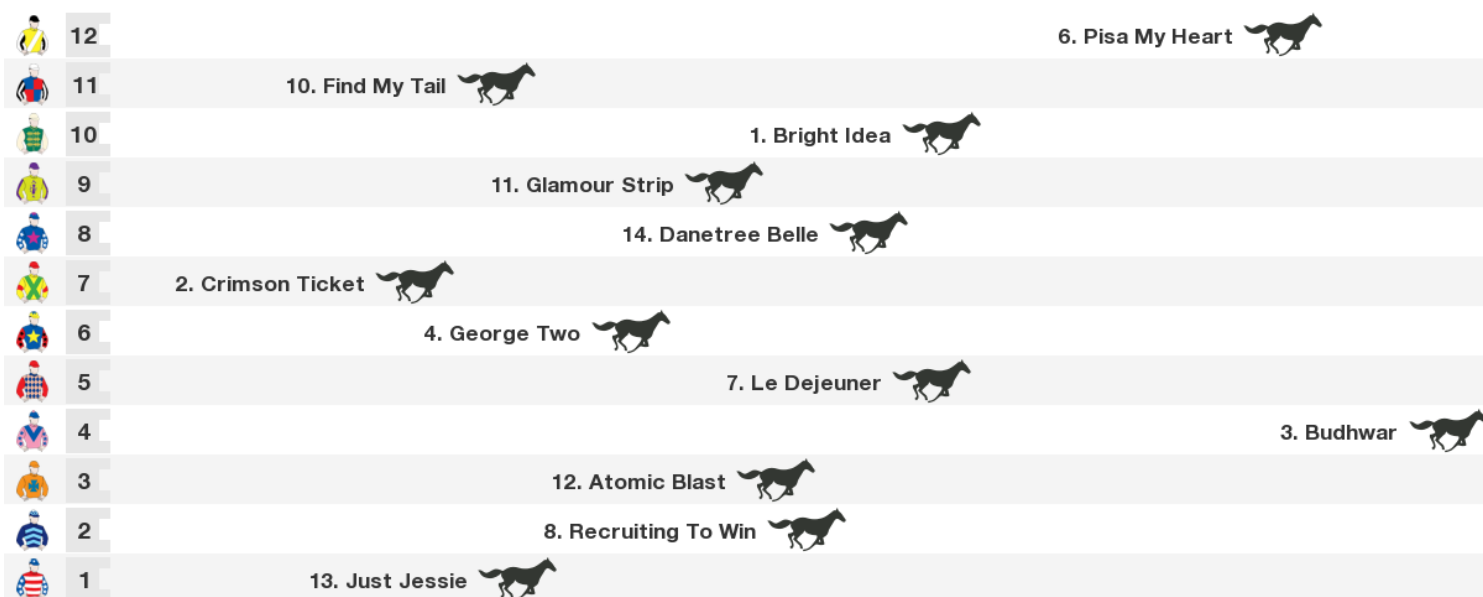 12 6. Pisa My Heart
11 10. Find My Tail
10 1. Bright Idea
9 11. Glamour Strip
8 14. Danetree Belle
7 2. Crimson Ticket
6 4. George Two
5 7. Le Dejeuner
4 3. Budhwar
3 12. Atomic Blast
2 8. Recruiting To Win
1 13. Just Jessie